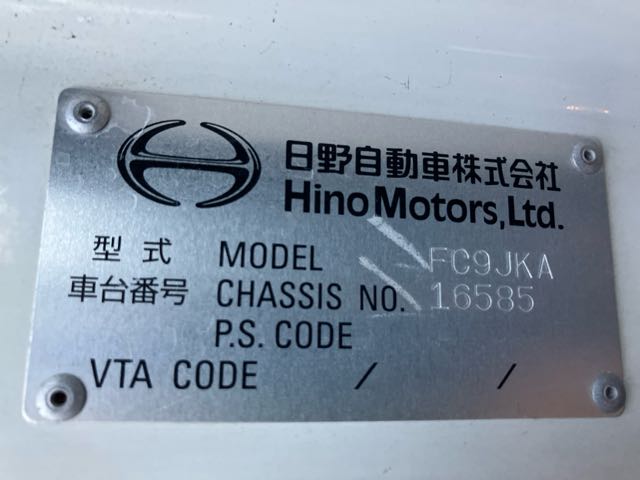 日野自動車株式会社
Hino Motors, Ltd.
型式 MODEL FC9JKA
車台番号 CHASSIS NO. 16585
P.S. CODE
VTA CODE / /